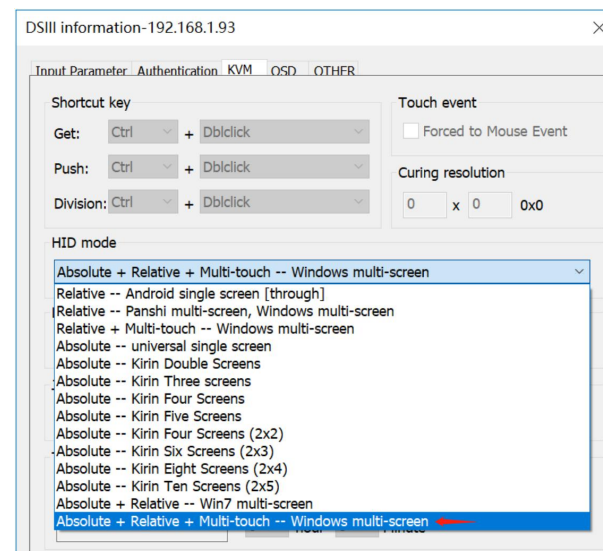 DSIII information-192.168.1.93
Input Parameter Authentication KVM OSD OTHER
Shortcut key
Get: Ctrl + Dblclick
Push: Ctrl + Dblclick
Division: Ctrl + Dblclick
Touch event
Forced to Mouse Event
Curing resolution
0 x 0 0x0
HID mode
Absolute + Relative + Multi-touch -- Windows multi-screen
Relative -- Android single screen [through]
Relative -- Panshi multi-screen, Windows multi-screen
Relative + Multi-touch -- Windows multi-screen
Absolute -- universal single screen
Absolute -- Kirin Double Screens
Absolute -- Kirin Three screens
Absolute -- Kirin Four Screens
Absolute -- Kirin Five Screens
Absolute -- Kirin Four Screens (2x2)
Absolute -- Kirin Six Screens (2x3)
Absolute -- Kirin Eight Screens (2x4)
Absolute -- Kirin Ten Screens (2x5)
Absolute + Relative -- Win7 multi-screen
Absolute + Relative + Multi-touch -- Windows multi-screen